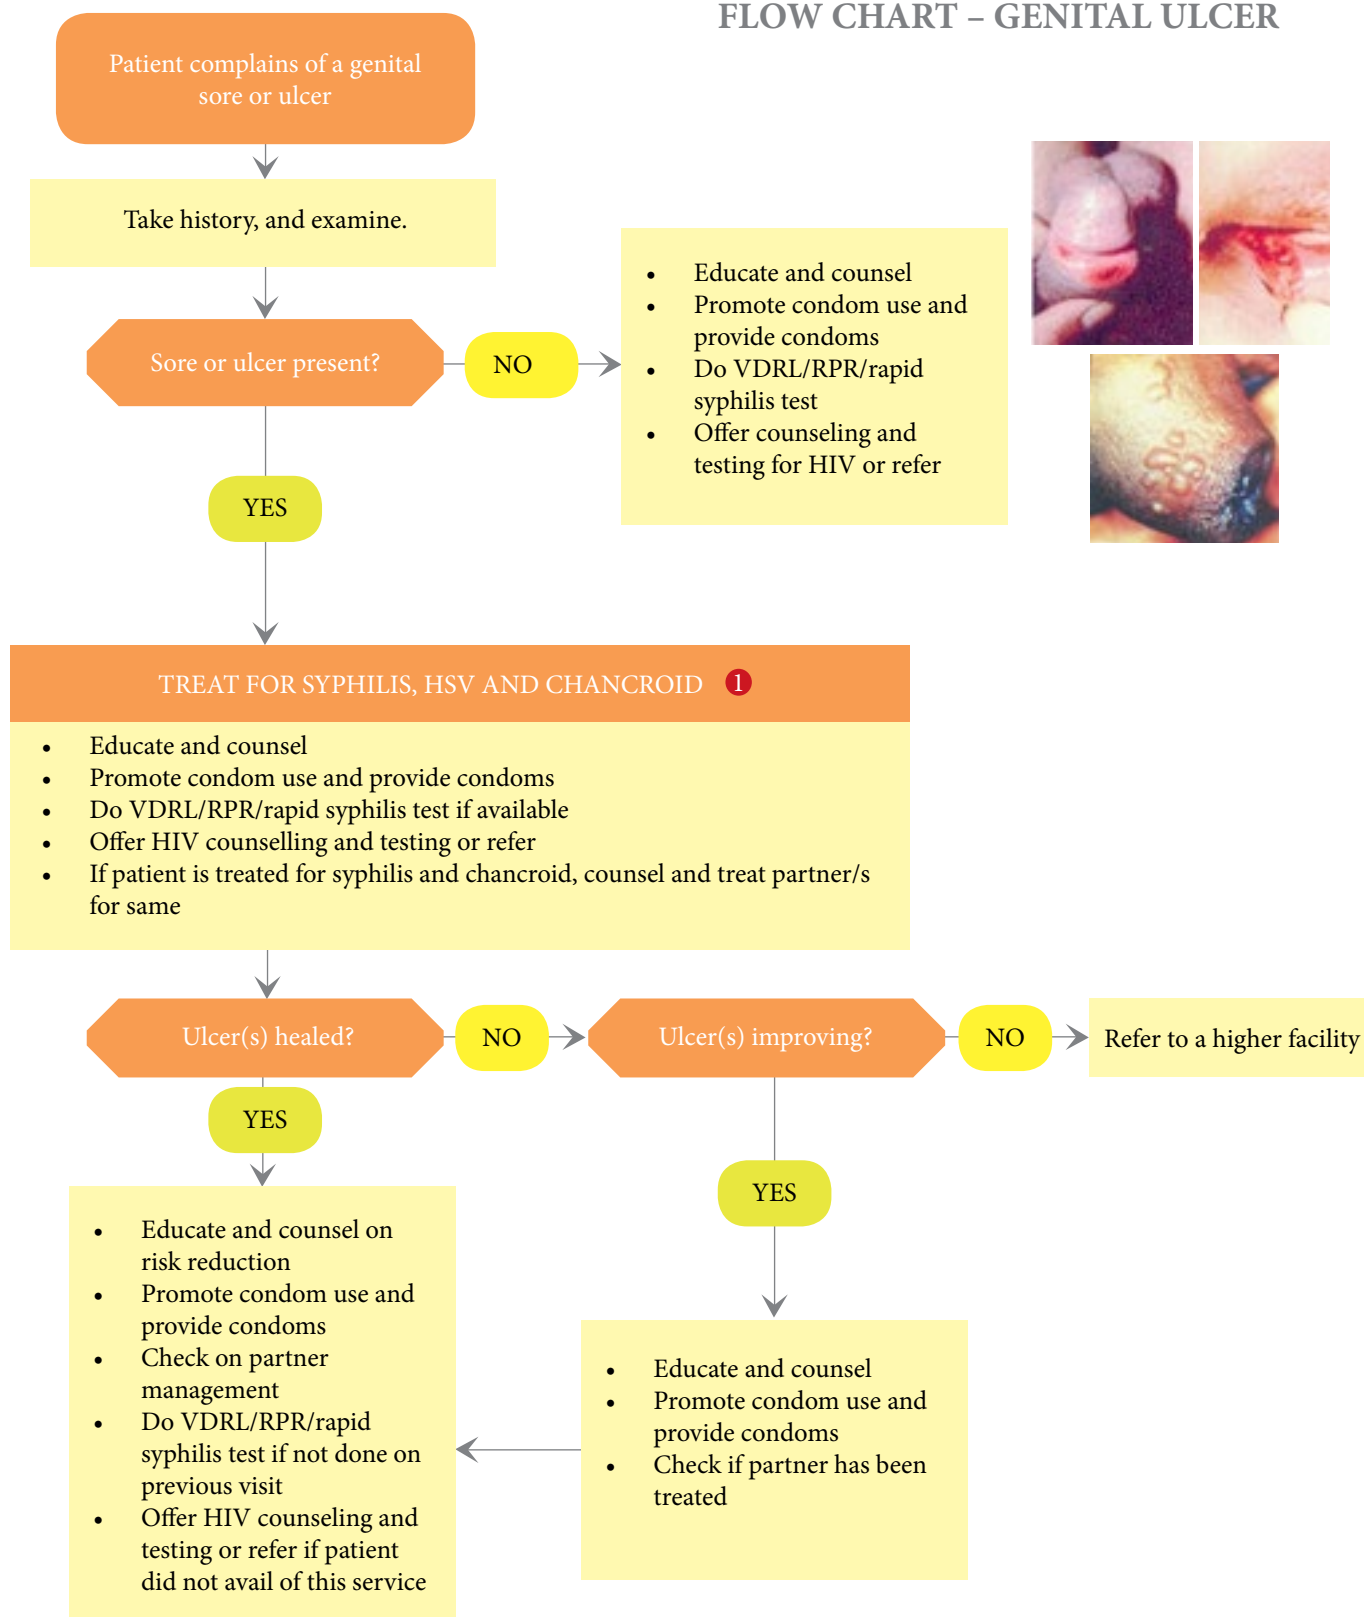 FLOW CHART – GENITAL ULCER
Patient complains of a genital
sore or ulcer
Take history, and examine.
Sore or ulcer present?
NO
• Educate and counsel
• Promote condom use and
provide condoms
• Do VDRL/RPR/rapid
syphilis test
• Offer counseling and
testing for HIV or refer
YES
TREAT FOR SYPHILIS, HSV AND CHANCROID 1
• Educate and counsel
• Promote condom use and provide condoms
• Do VDRL/RPR/rapid syphilis test if available
• Offer HIV counselling and testing or refer
• If patient is treated for syphilis and chancroid, counsel and treat partner/s
for same
Ulcer(s) healed?
NO
Ulcer(s) improving?
NO
Refer to a higher facility
YES
YES
• Educate and counsel on
risk reduction
• Promote condom use and
provide condoms
• Check on partner
management
• Do VDRL/RPR/rapid
syphilis test if not done on
previous visit
• Offer HIV counseling and
testing or refer if patient
did not avail of this service
• Educate and counsel
• Promote condom use and
provide condoms
• Check if partner has been
treated